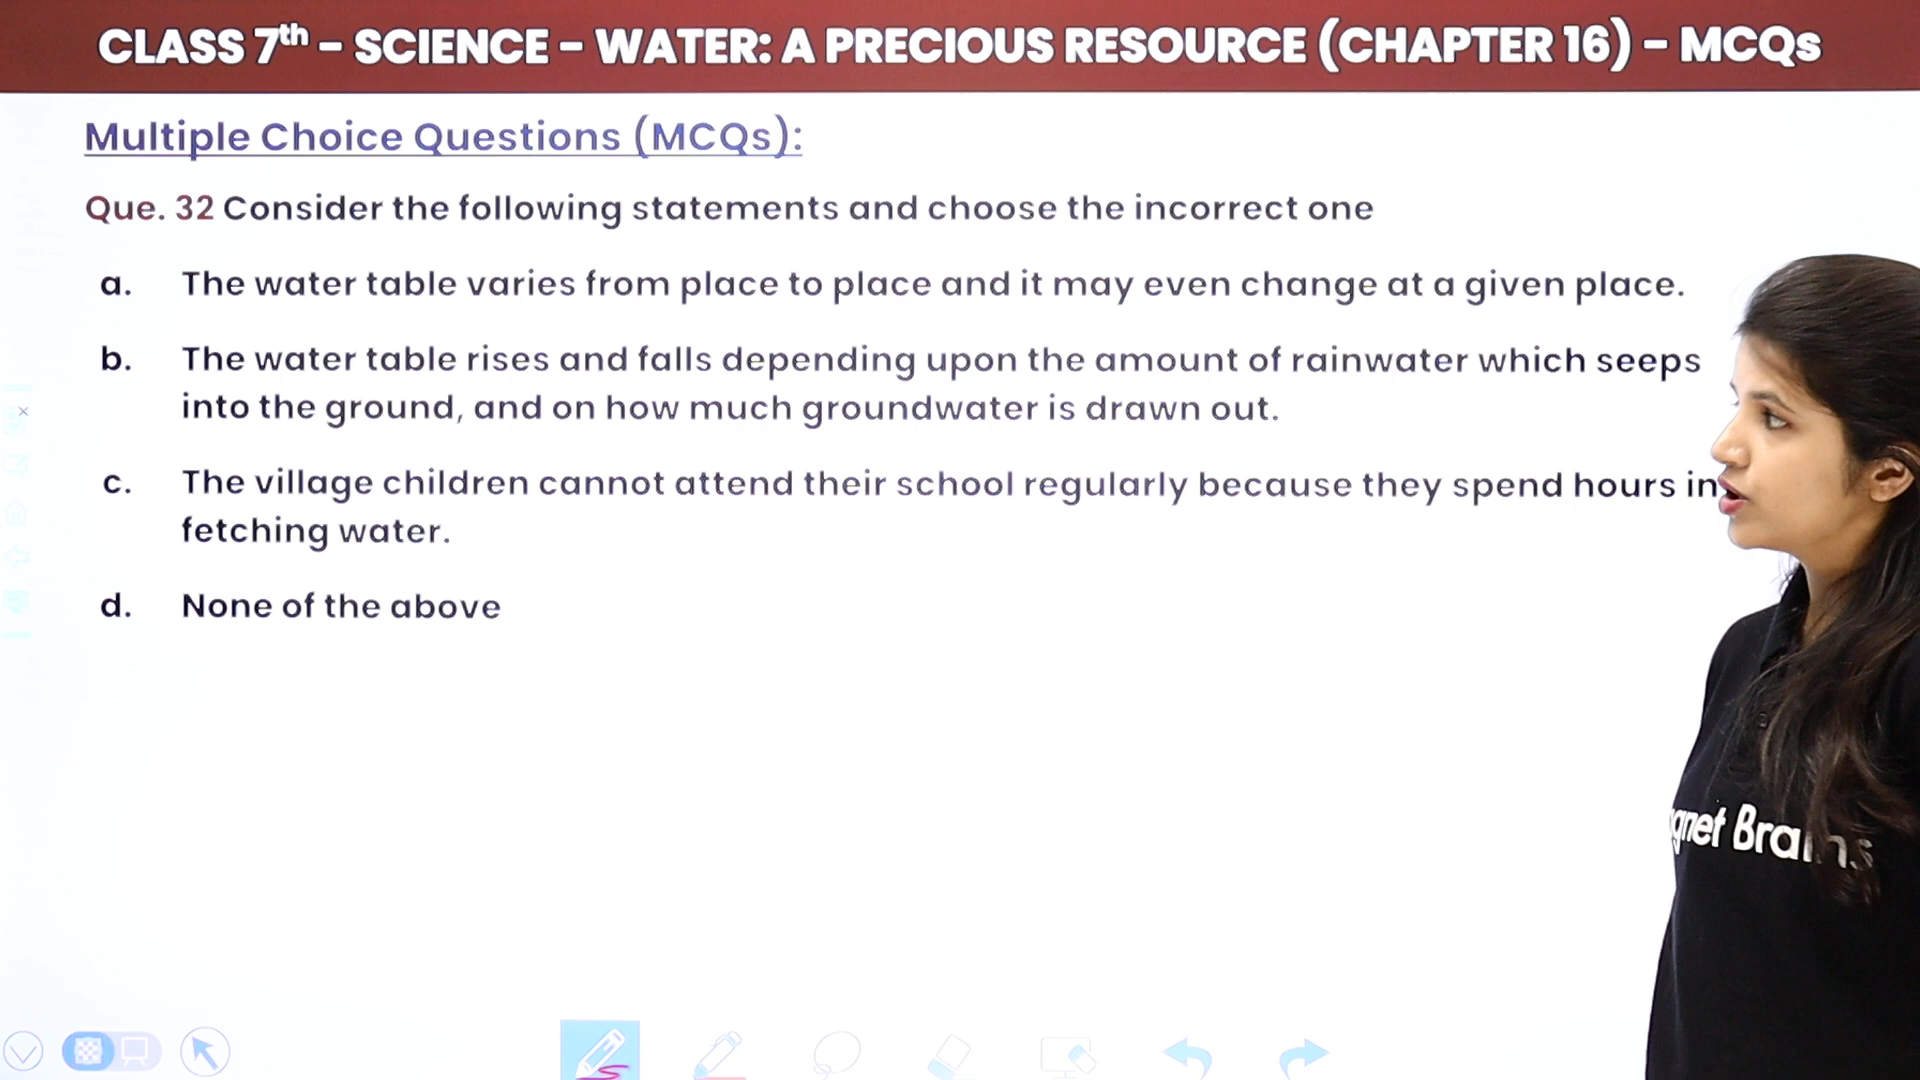 CLASS 7th – SCIENCE – WATER: A PRECIOUS RESOURCE (CHAPTER 16) – MCQs
Multiple Choice Questions (MCQs):
Que. 32 Consider the following statements and choose the incorrect one
a. The water table varies from place to place and it may even change at a given place.
b. The water table rises and falls depending upon the amount of rainwater which seeps
into the ground, and on how much groundwater is drawn out.
c. The village children cannot attend their school regularly because they spend hours in
fetching water.
d. None of the above
gnet Brains